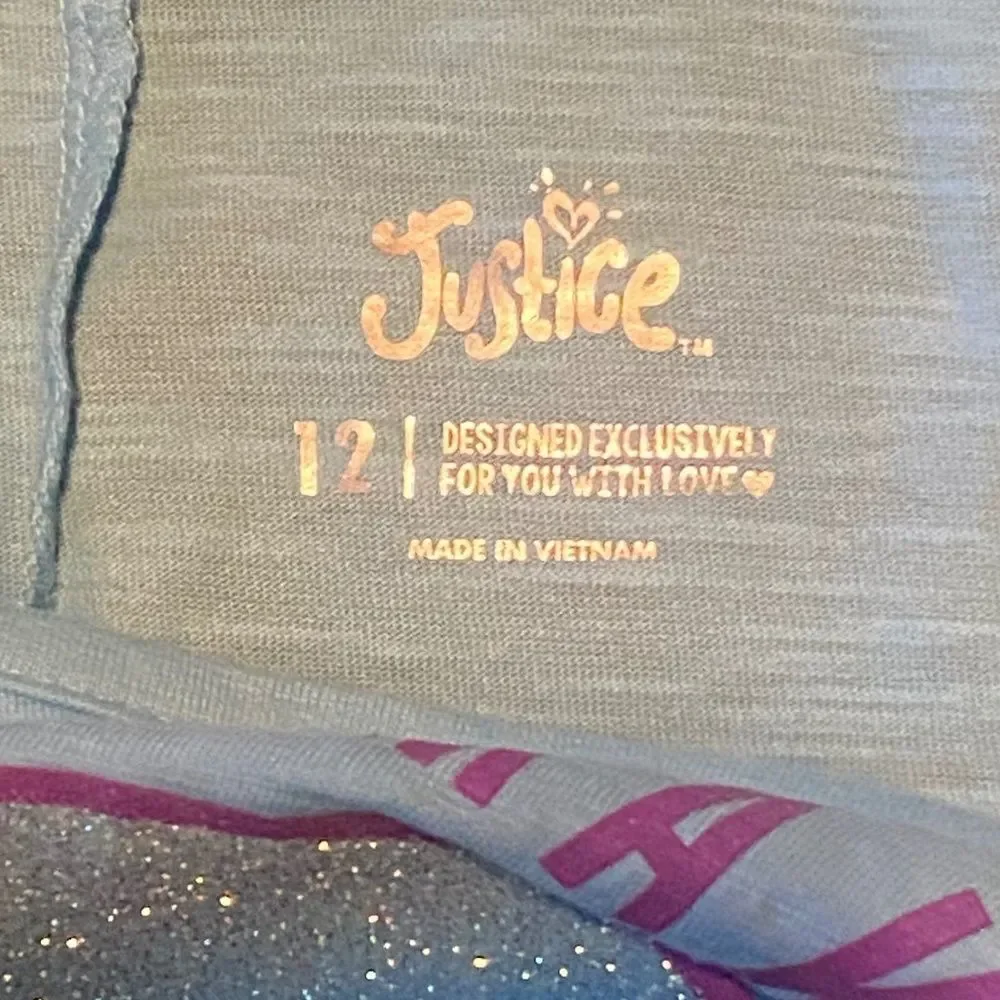 Justice™
12 | DESIGNED EXCLUSIVELY
FOR YOU WITH LOVE
MADE IN VIETNAM